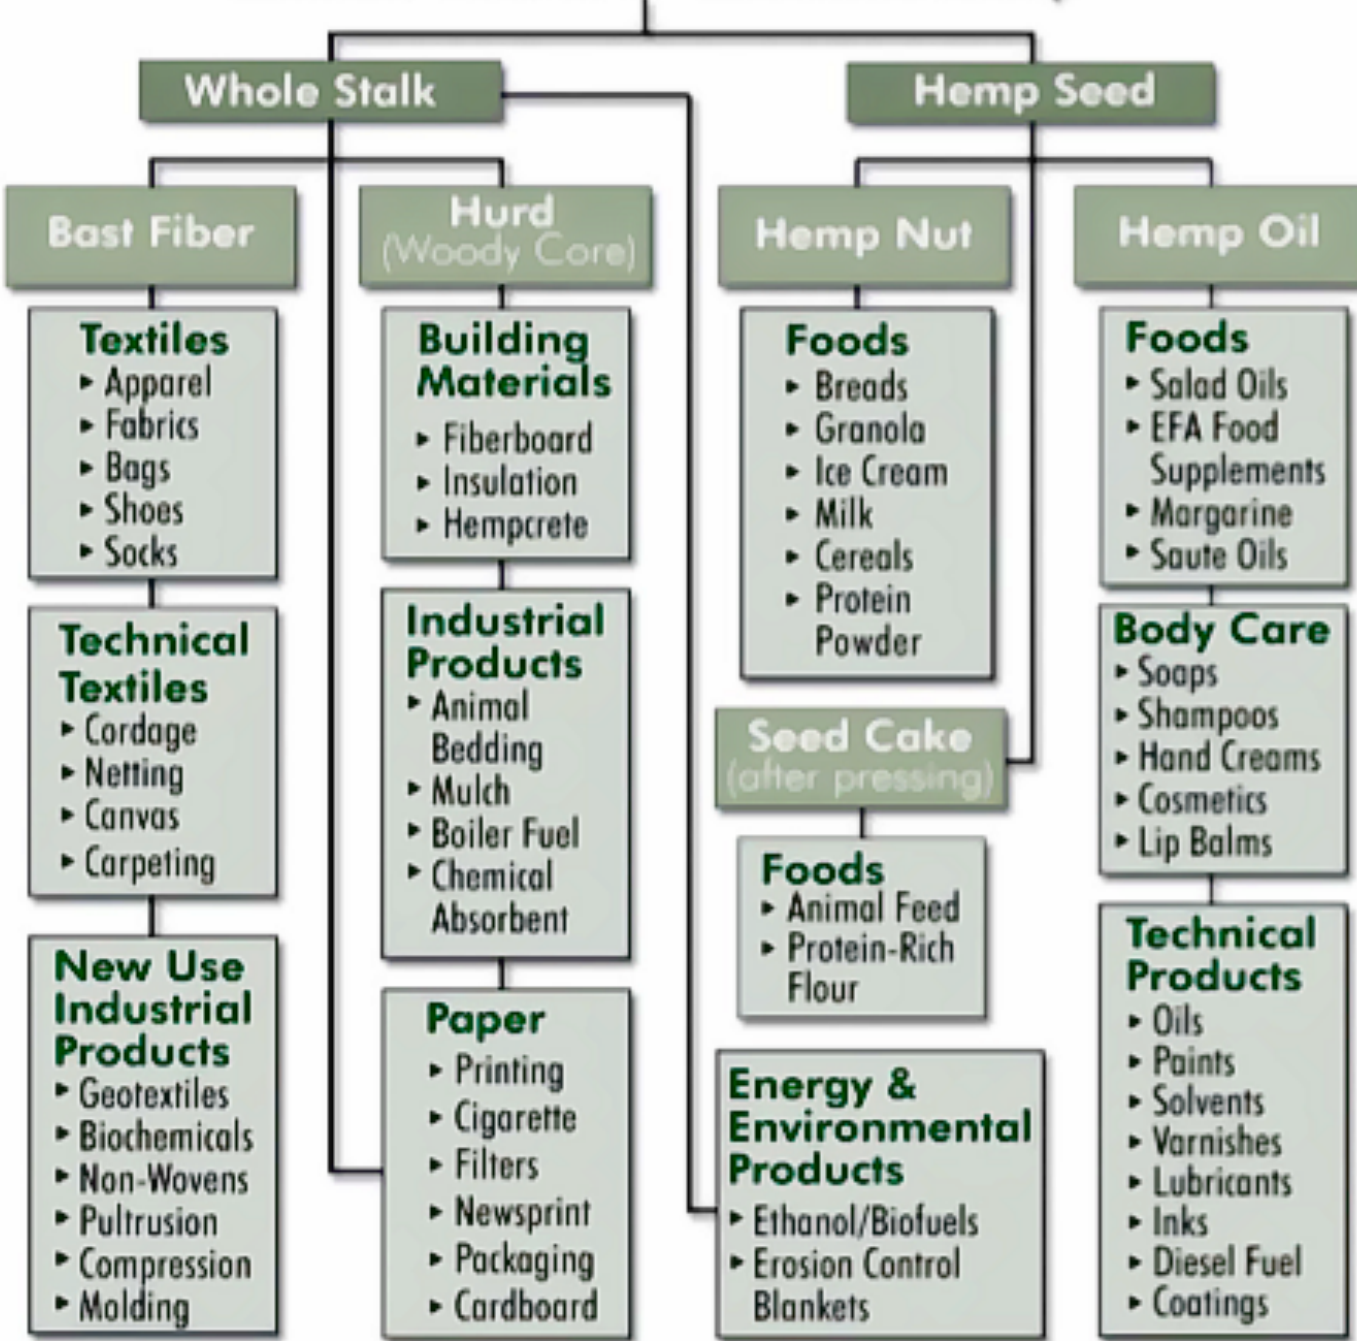 Whole Stalk
Hemp Seed
Bast Fiber
Hurd
(Woody Core)
Hemp Nut
Hemp Oil
Textiles
Apparel
Fabrics
Bags
Shoes
Socks
Technical
Textiles
Cordage
Netting
Canvas
Carpeting
New Use
Industrial
Products
Geotextiles
Biochemicals
Non-Wovens
Pultrusion
Compression
Molding
Building
Materials
Fiberboard
Insulation
Hempcrete
Industrial
Products
Animal
Bedding
Mulch
Boiler Fuel
Chemical
Absorbent
Paper
Printing
Cigarette
Filters
Newsprint
Packaging
Cardboard
Foods
Breads
Granola
Ice Cream
Milk
Cereals
Protein
Powder
Seed Cake
(after pressing)
Foods
Animal Feed
Protein-Rich
Flour
Energy &
Environmental
Products
Ethanol/Biofuels
Erosion Control
Blankets
Foods
Salad Oils
EFA Food
Supplements
Margarine
Saute Oils
Body Care
Soaps
Shampoos
Hand Creams
Cosmetics
Lip Balms
Technical
Products
Oils
Paints
Solvents
Varnishes
Lubricants
Inks
Diesel Fuel
Coatings